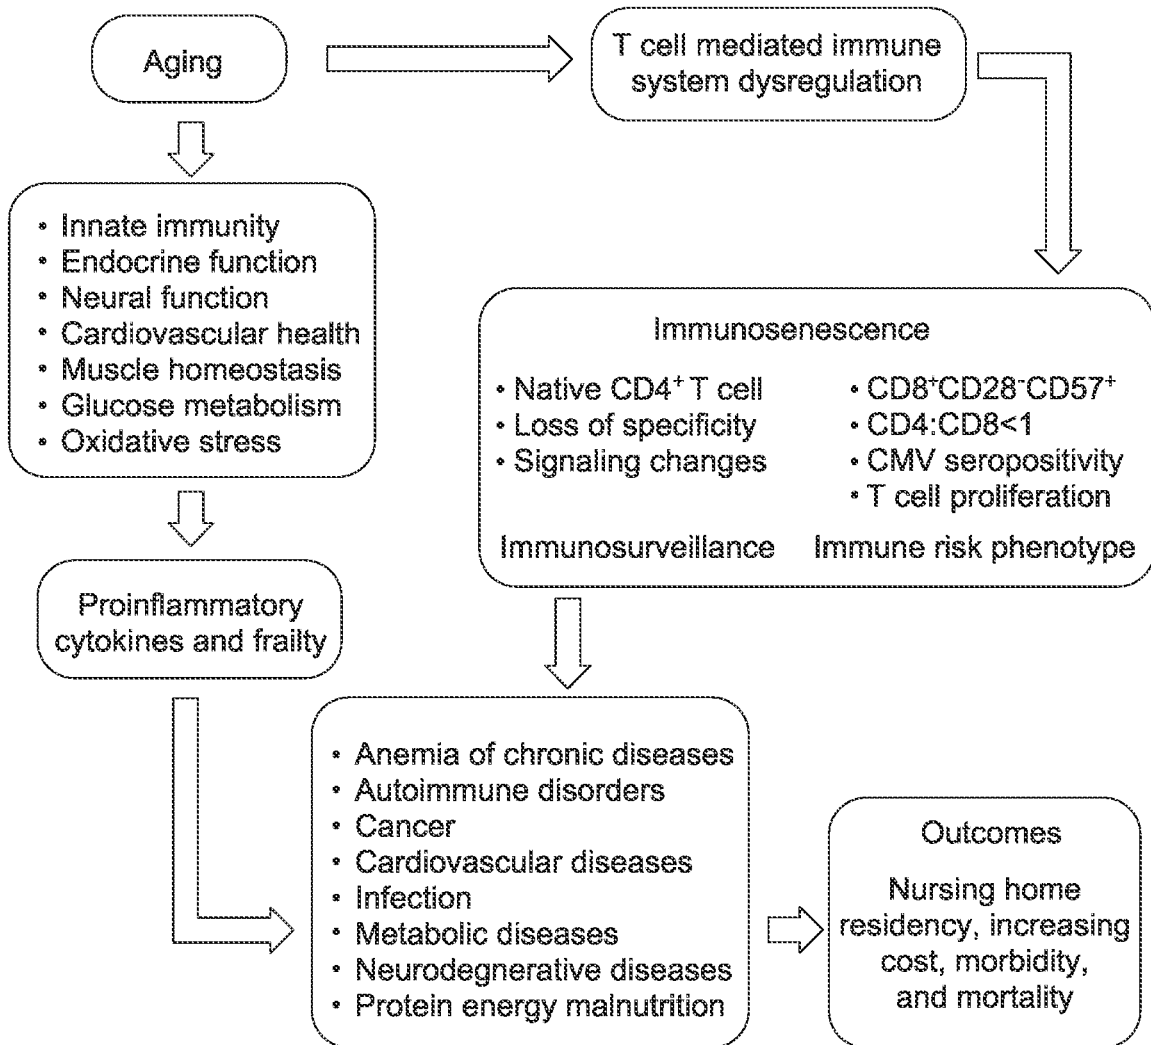 Aging
T cell mediated immune
system dysregulation
• Innate immunity
• Endocrine function
• Neural function
• Cardiovascular health
• Muscle homeostasis
• Glucose metabolism
• Oxidative stress
Immunosenescence
• Native CD4⁺ T cell
• Loss of specificity
• Signaling changes
• CD8⁺CD28⁻CD57⁺
• CD4:CD8<1
• CMV seropositivity
• T cell proliferation
Immunosurveillance
Immune risk phenotype
Proinflammatory
cytokines and frailty
• Anemia of chronic diseases
• Autoimmune disorders
• Cancer
• Cardiovascular diseases
• Infection
• Metabolic diseases
• Neurodegnerative diseases
• Protein energy malnutrition
Outcomes
Nursing home
residency, increasing
cost, morbidity,
and mortality